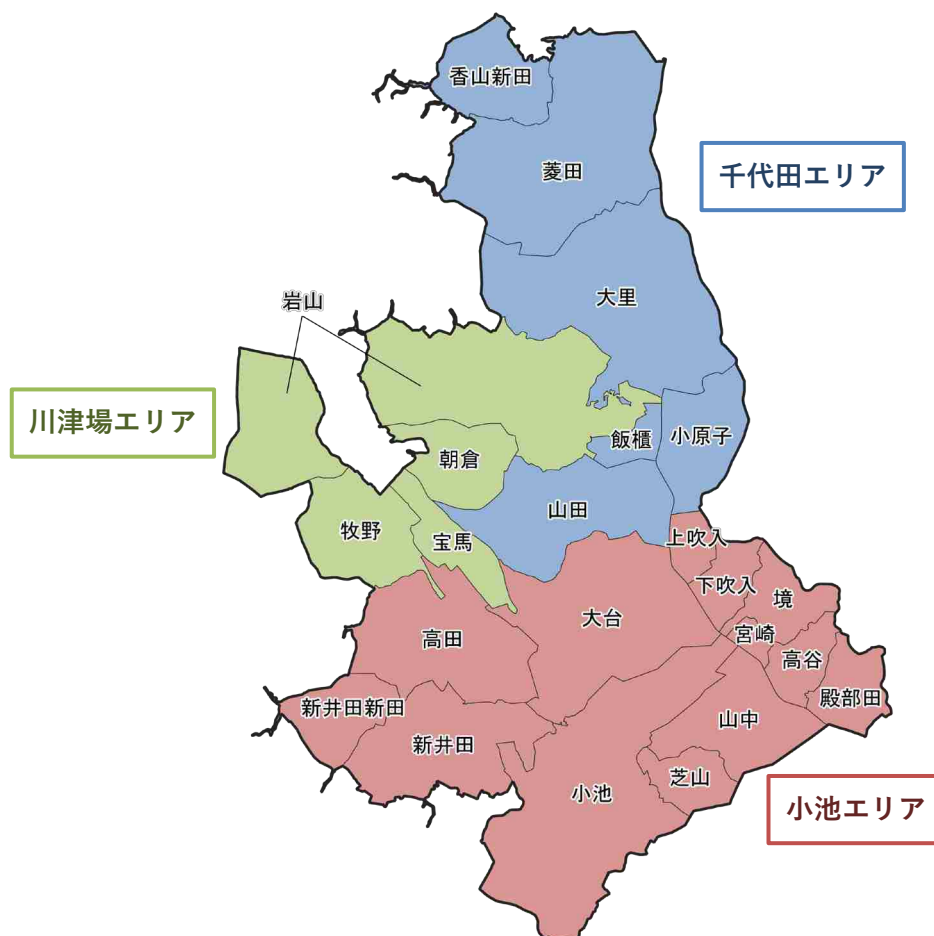 香山新田
菱田
千代田エリア
大里
岩山
川津場エリア
飯櫃
小原子
朝倉
山田
牧野
宝馬
上吹入
下吹入
境
大台
宮崎
高田
高谷
殿部田
新井田新田
山中
新井田
芝山
小池
小池エリア